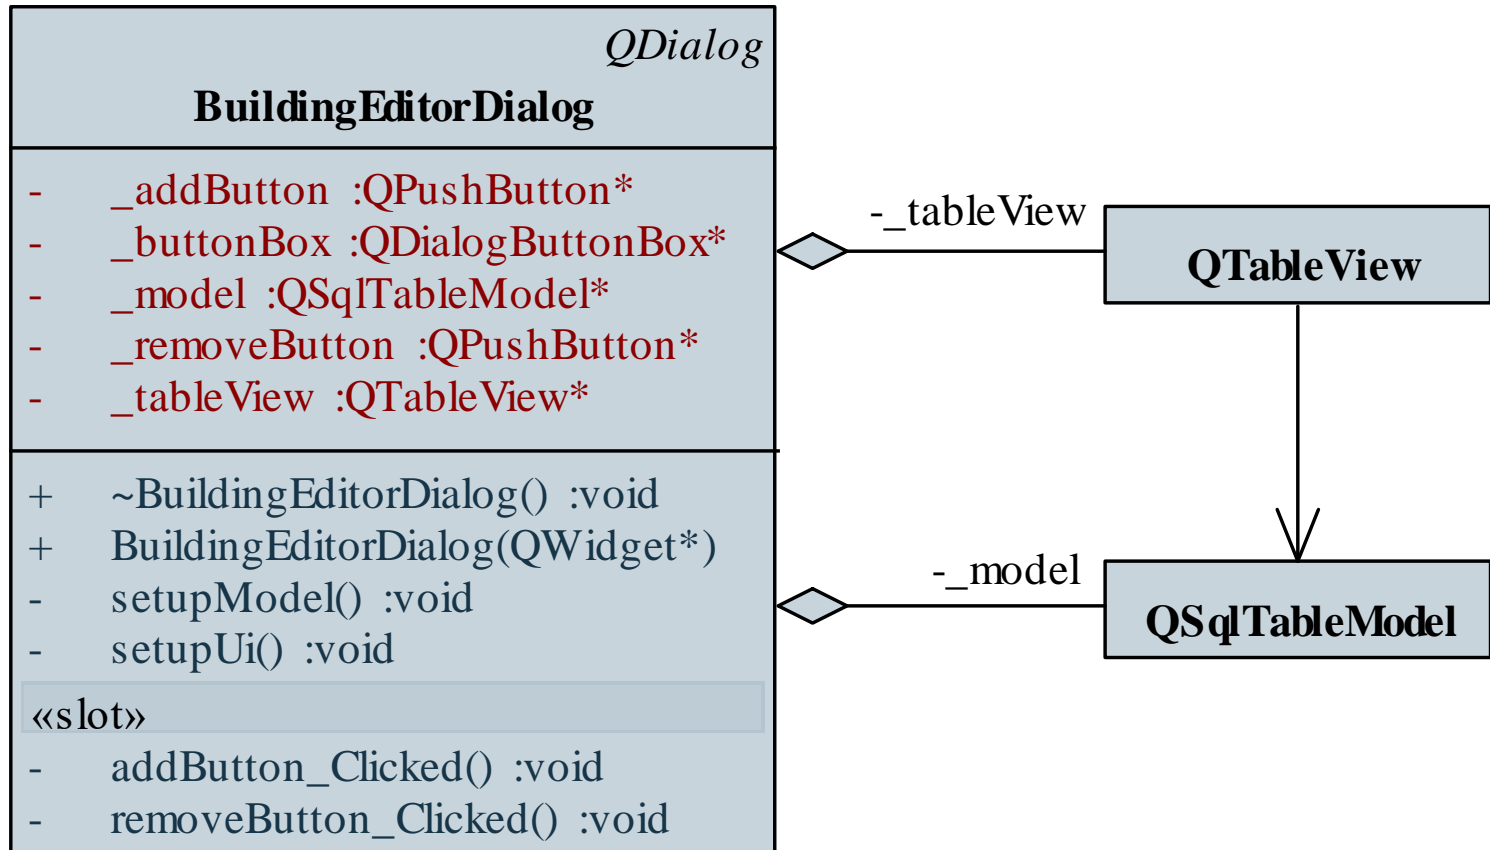 QDialog
BuildingEditorDialog
- _addButton :QPushButton*
- _buttonBox :QDialogButtonBox*
- _model :QSqlTableModel*
- _removeButton :QPushButton*
- _tableView :QTableView*
+ ~BuildingEditorDialog() :void
+ BuildingEditorDialog(QWidget*)
- setupModel() :void
- setupUi() :void
«slot»
- addButton_Clicked() :void
- removeButton_Clicked() :void
-_tableView
QTableView
-_model
QSqlTableModel